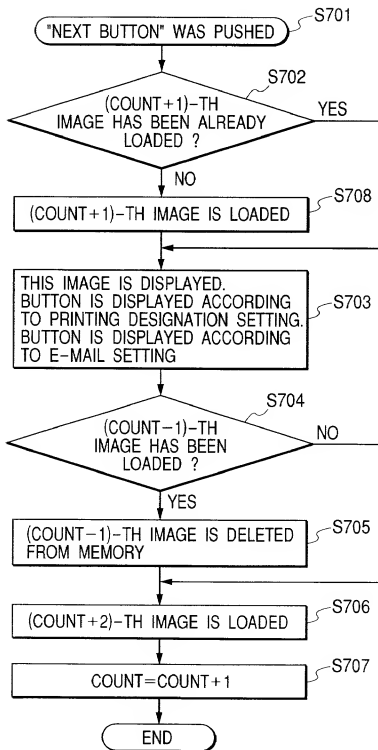 "NEXT BUTTON" WAS PUSHED
S701
S702
(COUNT+1)-TH
IMAGE HAS BEEN ALREADY
LOADED ?
YES
NO
S708
(COUNT+1)-TH IMAGE IS LOADED
THIS IMAGE IS DISPLAYED.
BUTTON IS DISPLAYED ACCORDING
TO PRINTING DESIGNATION SETTING.
BUTTON IS DISPLAYED ACCORDING
TO E-MAIL SETTING
S703
S704
(COUNT−1)-TH
IMAGE HAS BEEN
LOADED ?
NO
YES
S705
(COUNT−1)-TH IMAGE IS DELETED
FROM MEMORY
S706
(COUNT+2)-TH IMAGE IS LOADED
S707
COUNT=COUNT+1
END